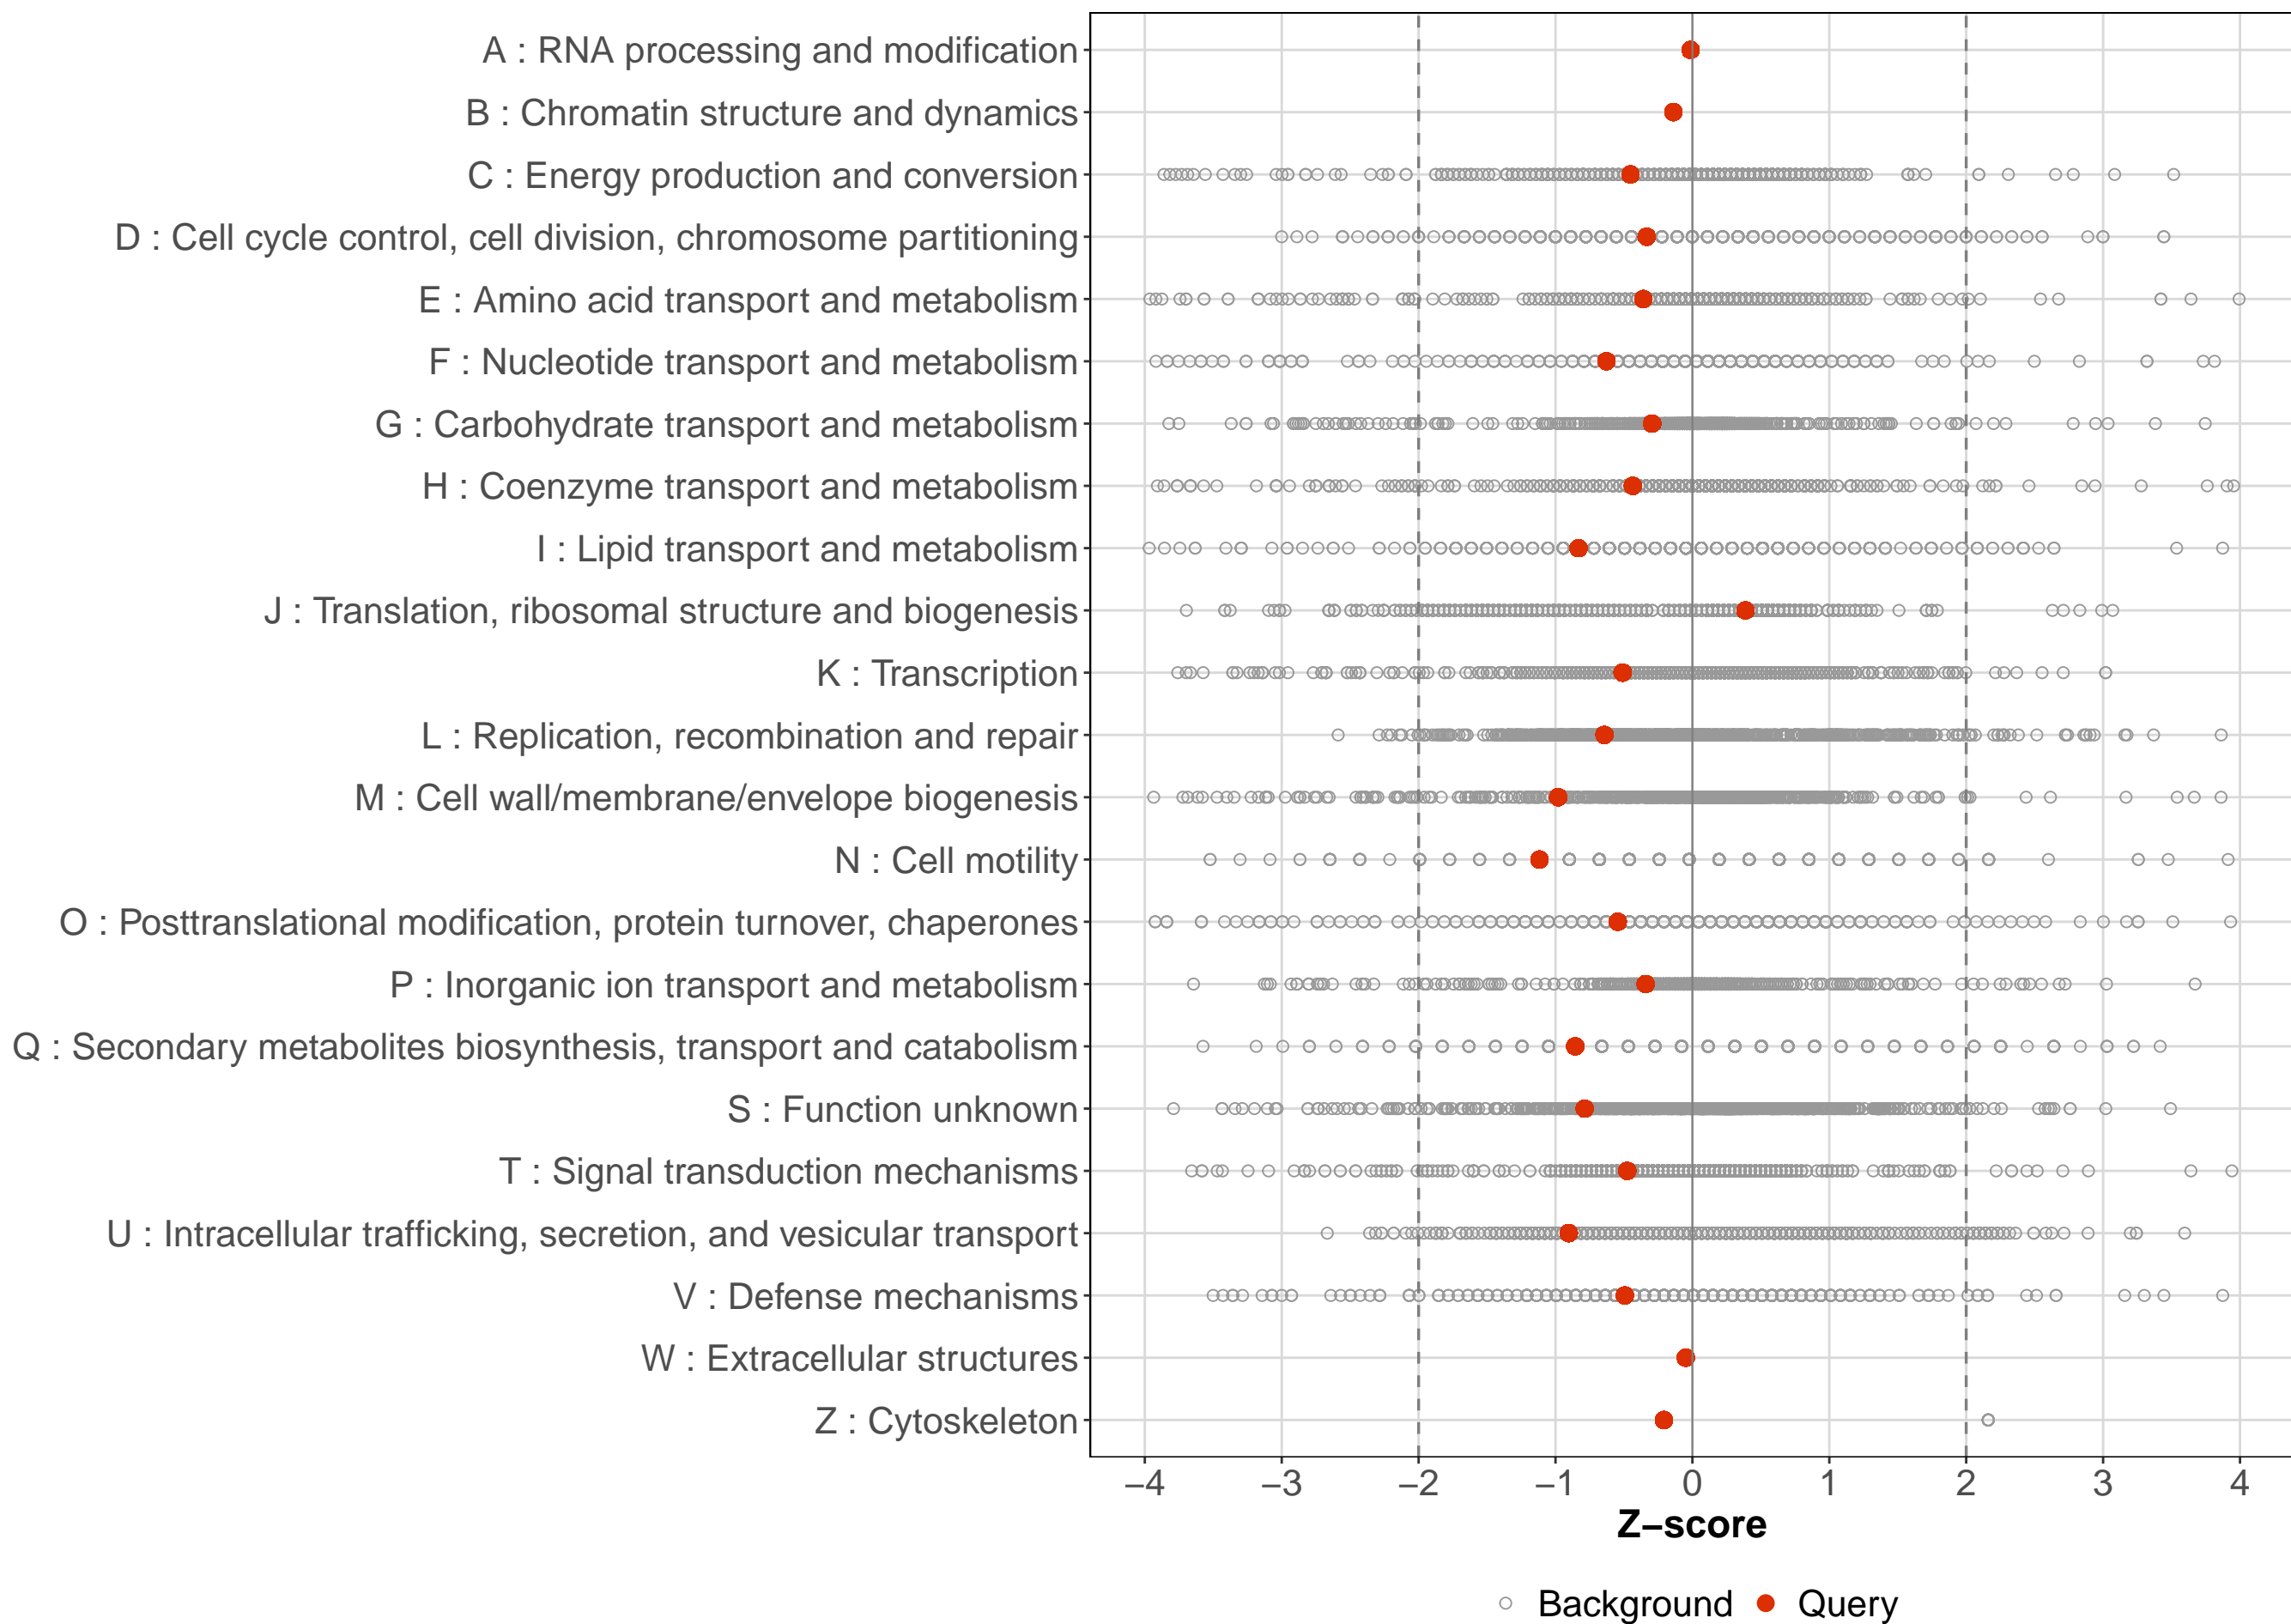 A : RNA processing and modification
B : Chromatin structure and dynamics
C : Energy production and conversion
D : Cell cycle control, cell division, chromosome partitioning
E : Amino acid transport and metabolism
F : Nucleotide transport and metabolism
G : Carbohydrate transport and metabolism
H : Coenzyme transport and metabolism
I : Lipid transport and metabolism
J : Translation, ribosomal structure and biogenesis
K : Transcription
L : Replication, recombination and repair
M : Cell wall/membrane/envelope biogenesis
N : Cell motility
O : Posttranslational modification, protein turnover, chaperones
P : Inorganic ion transport and metabolism
Q : Secondary metabolites biosynthesis, transport and catabolism
S : Function unknown
T : Signal transduction mechanisms
U : Intracellular trafficking, secretion, and vesicular transport
V : Defense mechanisms
W : Extracellular structures
Z : Cytoskeleton
−4 −3 −2 −1 0 1 2 3 4
Z−score
Background Query